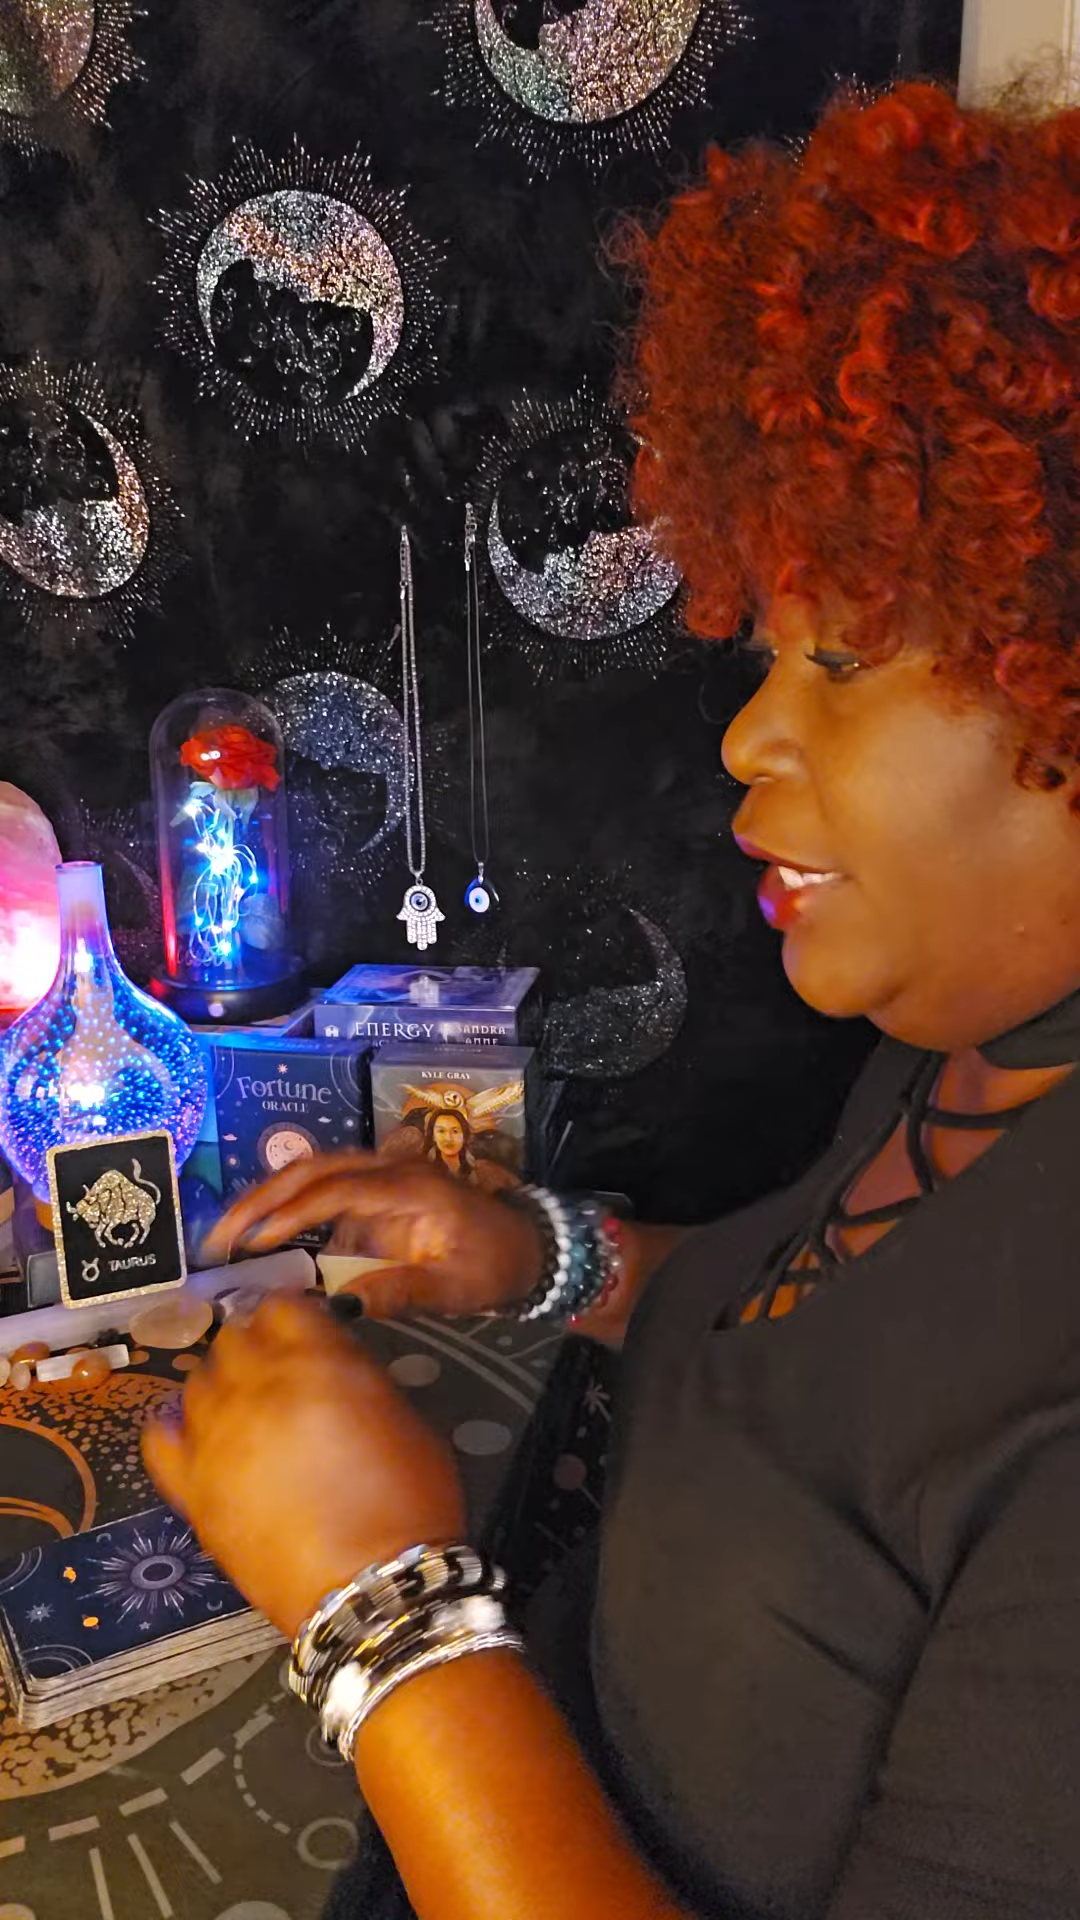 ENERGY
SANDRA
ANNE
Fortune
ORACLE
KYLE GRAY
♉ TAURUS